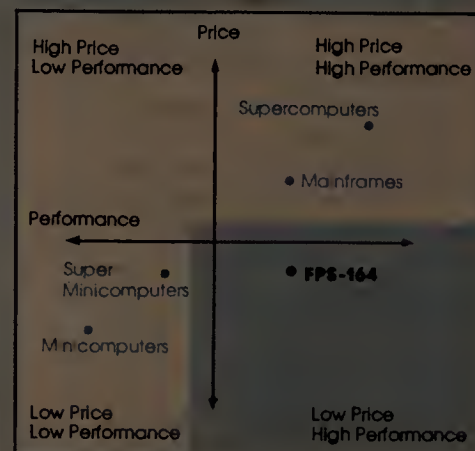 Price
High Price
Low Performance
High Price
High Performance
Supercomputers
Mainframes
Performance
Super
Minicomputers
FPS-164
Minicomputers
Low Price
Low Performance
Low Price
High Performance